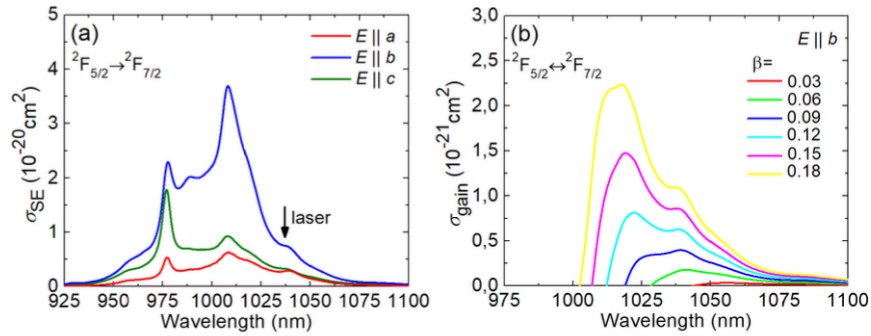 (a)
E || a
E || b
E || c
²F₅/₂→²F₇/₂
laser
σSE (10⁻²⁰cm²)
5
4
3
2
1
0
925 950 975 1000 1025 1050 1075 1100
Wavelength (nm)
(b)
E || b
²F₅/₂↔²F₇/₂
β=
0.03
0.06
0.09
0.12
0.15
0.18
σgain (10⁻²¹cm²)
3,0
2,5
2,0
1,5
1,0
0,5
0,0
975 1000 1025 1050 1075 1100
Wavelength (nm)